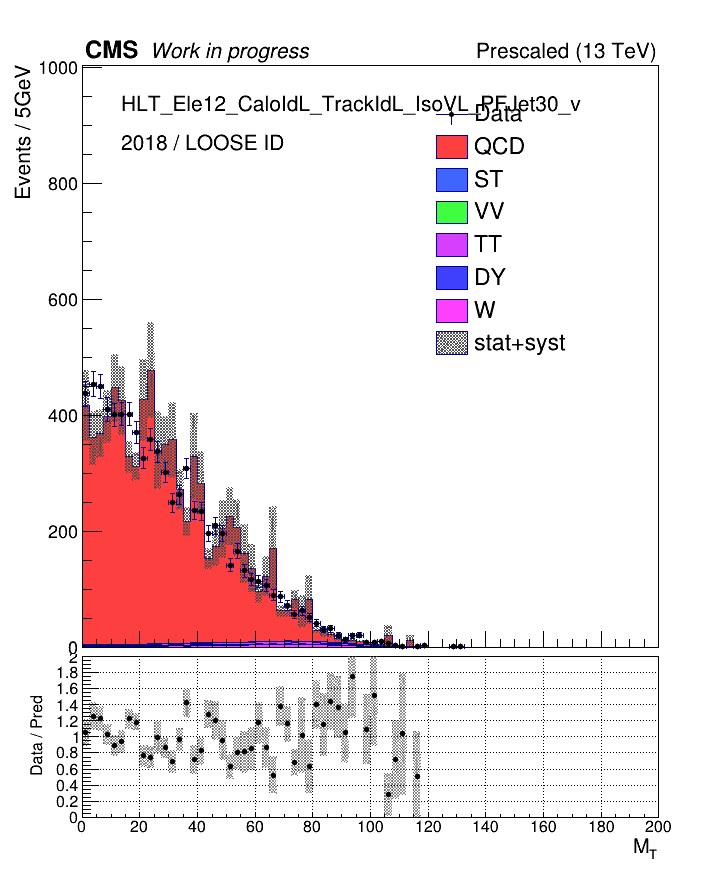 CMS Work in progress Prescaled (13 TeV)
Events / 5GeV
1000
800
600
400
200
0
HLT_Ele12_CaloIdL_TrackIdL_IsoVL_PFJet30_v
2018 / LOOSE ID
Data
QCD
ST
VV
TT
DY
W
stat+syst
Data / Pred
2
1.8
1.6
1.4
1.2
1
0.8
0.6
0.4
0.2
0
0 20 40 60 80 100 120 140 160 180 200
M_T